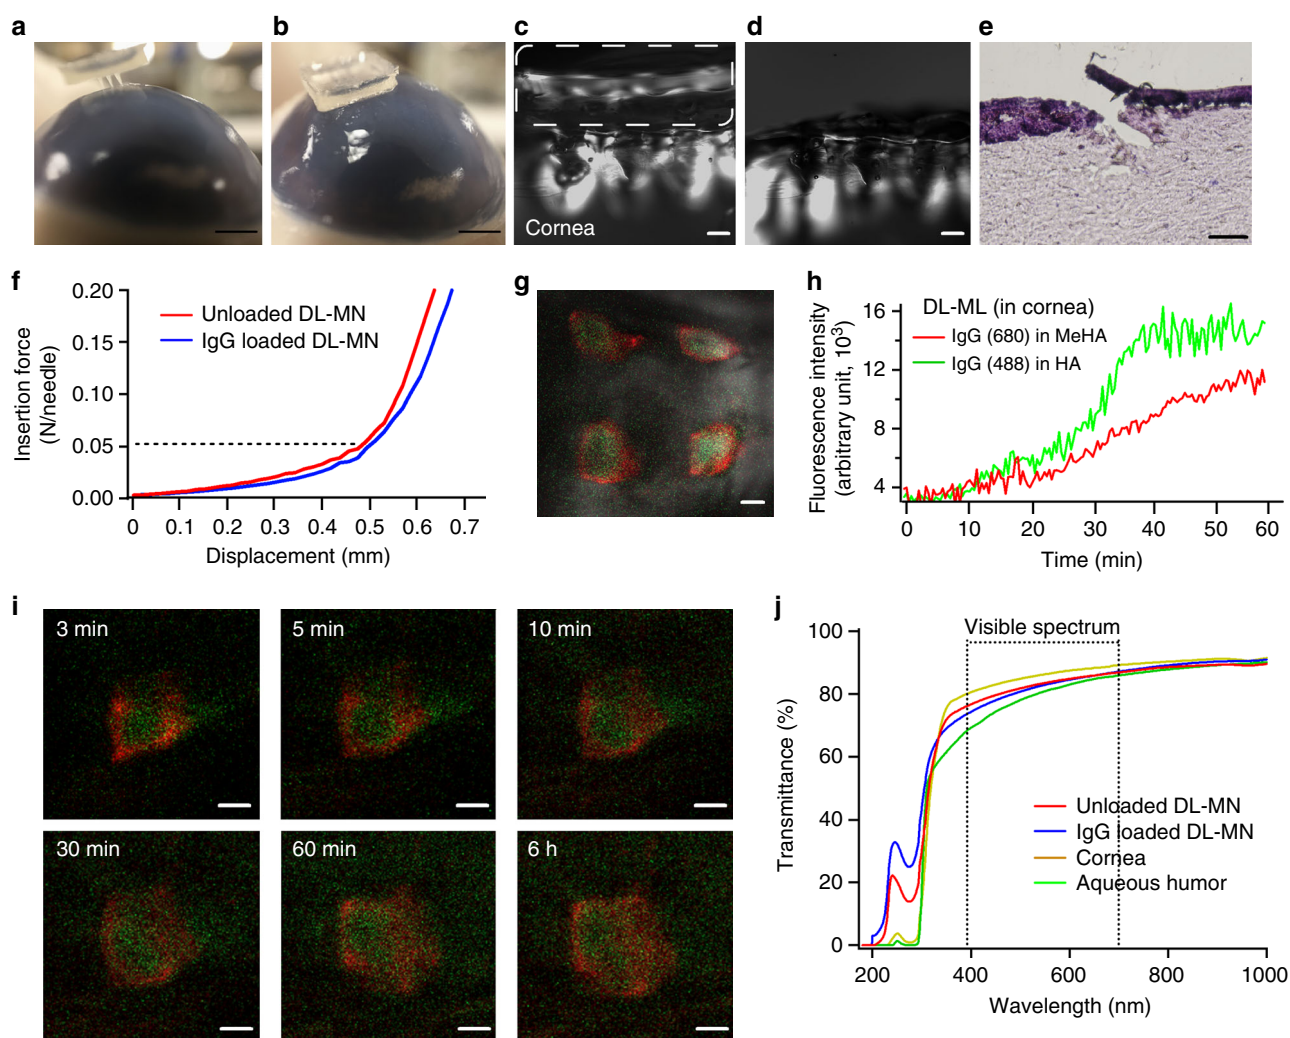 a
b
c
d
e
Cornea
f
0.20
0.15
0.10
0.05
0.00
Insertion force
(N/needle)
Unloaded DL-MN
IgG loaded DL-MN
0
0.1
0.2
0.3
0.4
0.5
0.6
0.7
Displacement (mm)
g
h
Fluorescence intensity
(arbitrary unit, 10³)
16
12
8
4
DL-ML (in cornea)
IgG (680) in MeHA
IgG (488) in HA
0
10
20
30
40
50
60
Time (min)
i
3 min
5 min
10 min
30 min
60 min
6 h
j
Visible spectrum
100
80
60
40
20
0
Transmittance (%)
Unloaded DL-MN
IgG loaded DL-MN
Cornea
Aqueous humor
200
400
600
800
1000
Wavelength (nm)